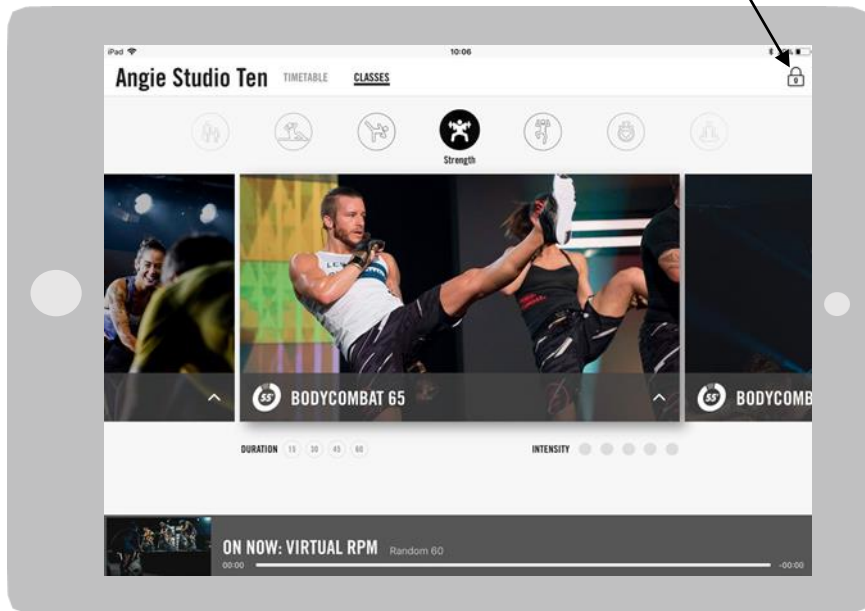 iPad
10:06
Angie Studio Ten TIMETABLE CLASSES
Strength
55' BODYCOMBAT 65
55' BODYCOMB
DURATION 15 30 45 60
INTENSITY
ON NOW: VIRTUAL RPM Random 60
00:00 -00:00